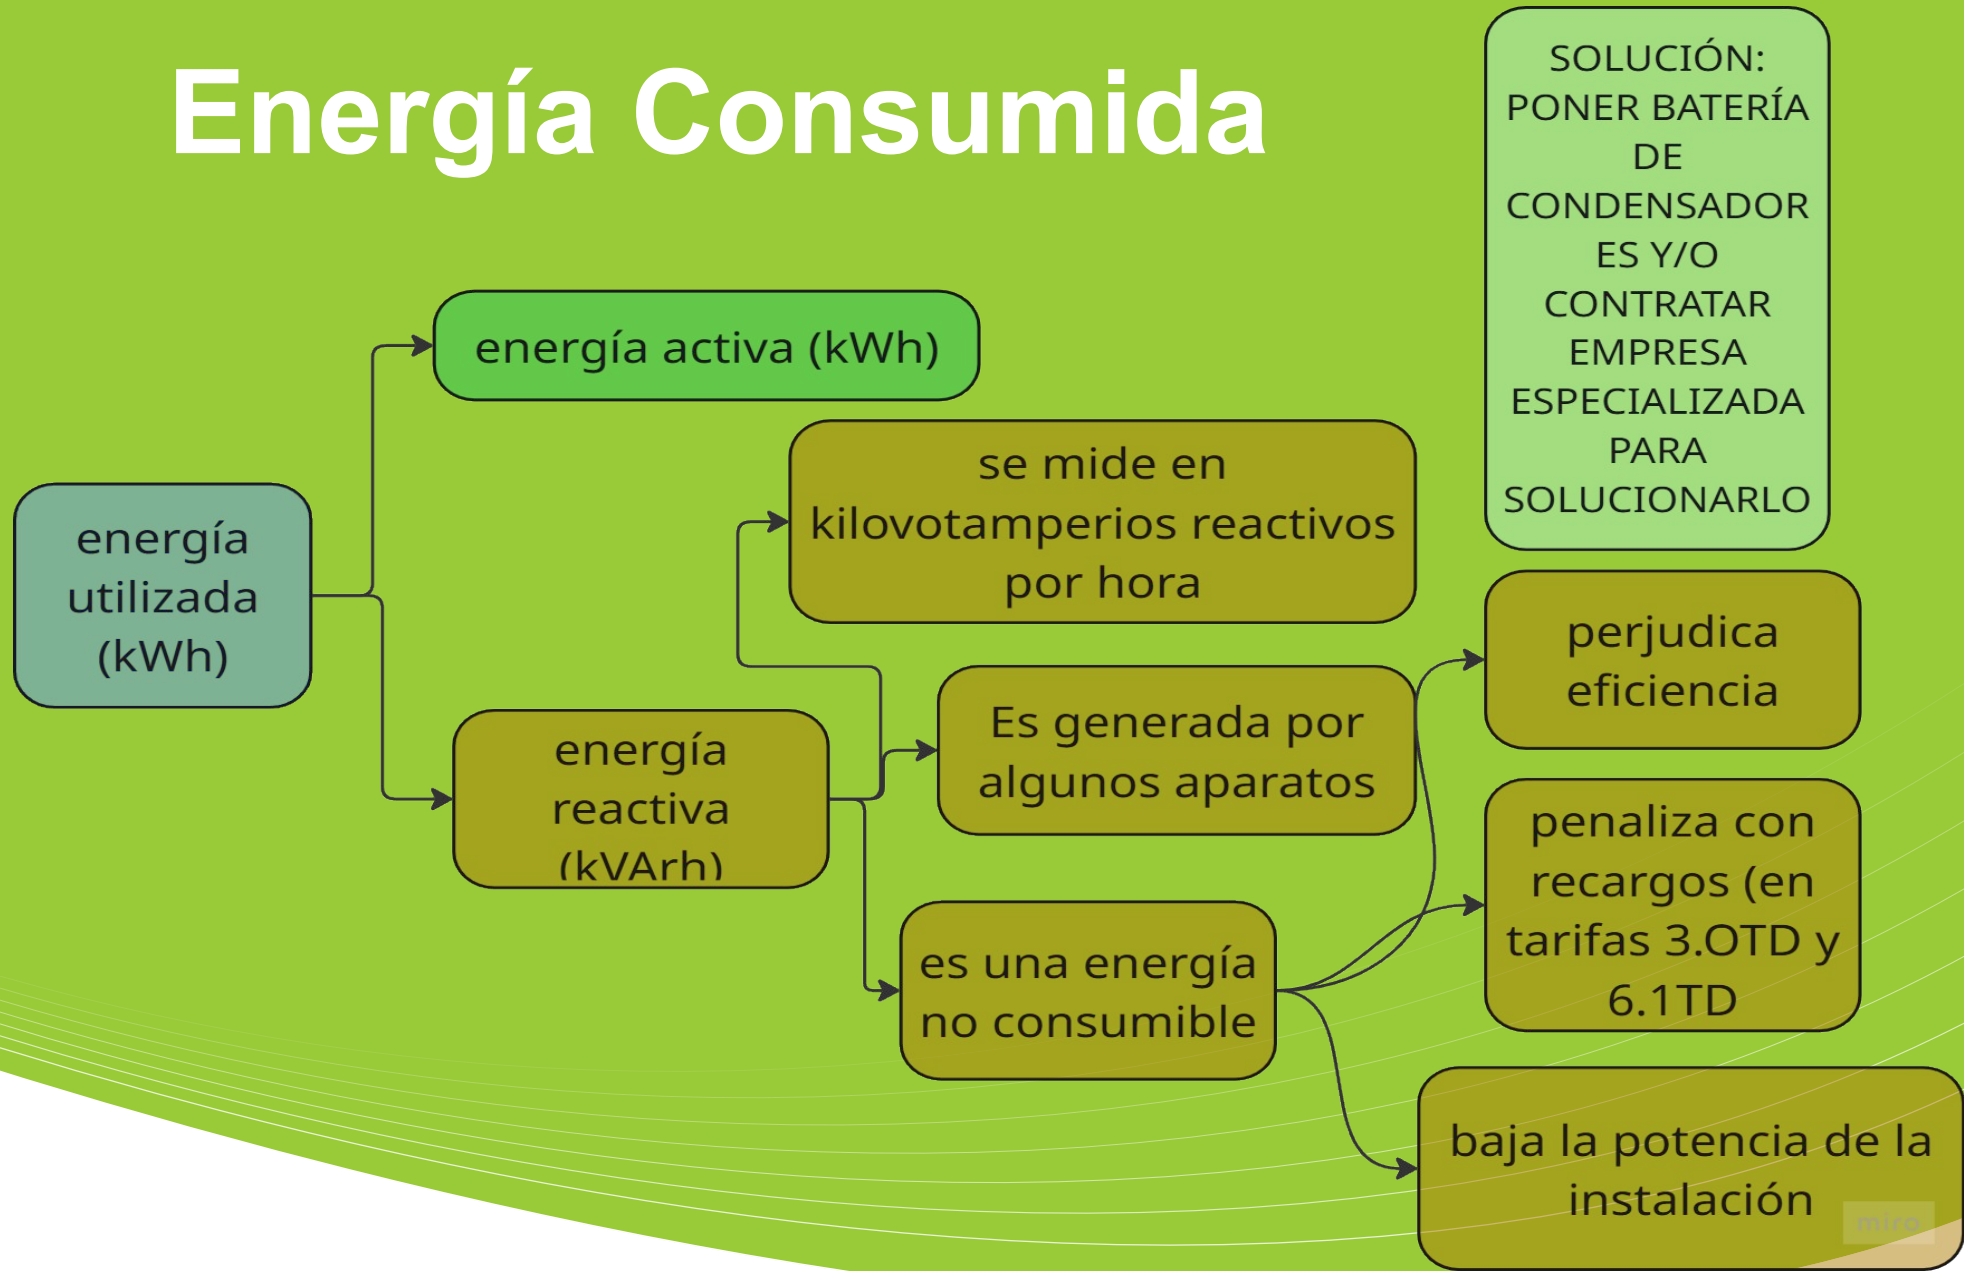 Energía Consumida
SOLUCIÓN:
PONER BATERÍA
DE
CONDENSADOR
ES Y/O
CONTRATAR
EMPRESA
ESPECIALIZADA
PARA
SOLUCIONARLO
energía activa (kWh)
se mide en
kilovotamperios reactivos
por hora
energía
utilizada
(kWh)
perjudica
eficiencia
Es generada por
algunos aparatos
energía
reactiva
(kVArh)
penaliza con
recargos (en
tarifas 3.OTD y
6.1TD
es una energía
no consumible
baja la potencia de la
instalación
miro